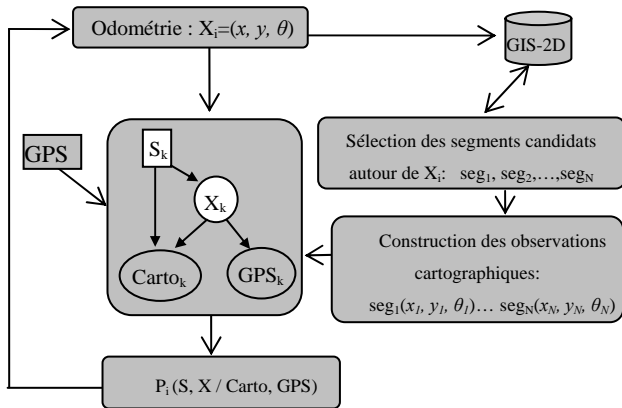 Odométrie : Xi=(x, y, θ)
GIS-2D
GPS
Sk
Xk
Cartok
GPSk
Sélection des segments candidats
autour de Xi: seg1, seg2,…,segN
Construction des observations
cartographiques:
seg1(x1, y1, θ1)… segN(xN, yN, θN)
Pi (S, X / Carto, GPS)